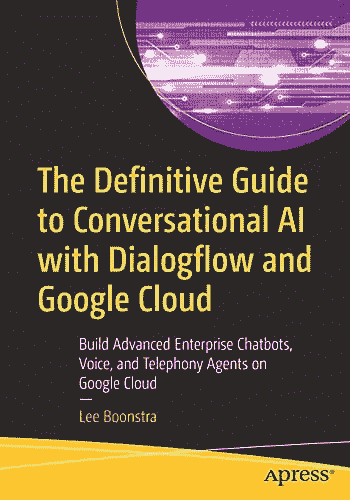 The Definitive Guide
to Conversational AI
with Dialogflow and
Google Cloud
Build Advanced Enterprise Chatbots,
Voice, and Telephony Agents on
Google Cloud
—
Lee Boonstra
Apress®